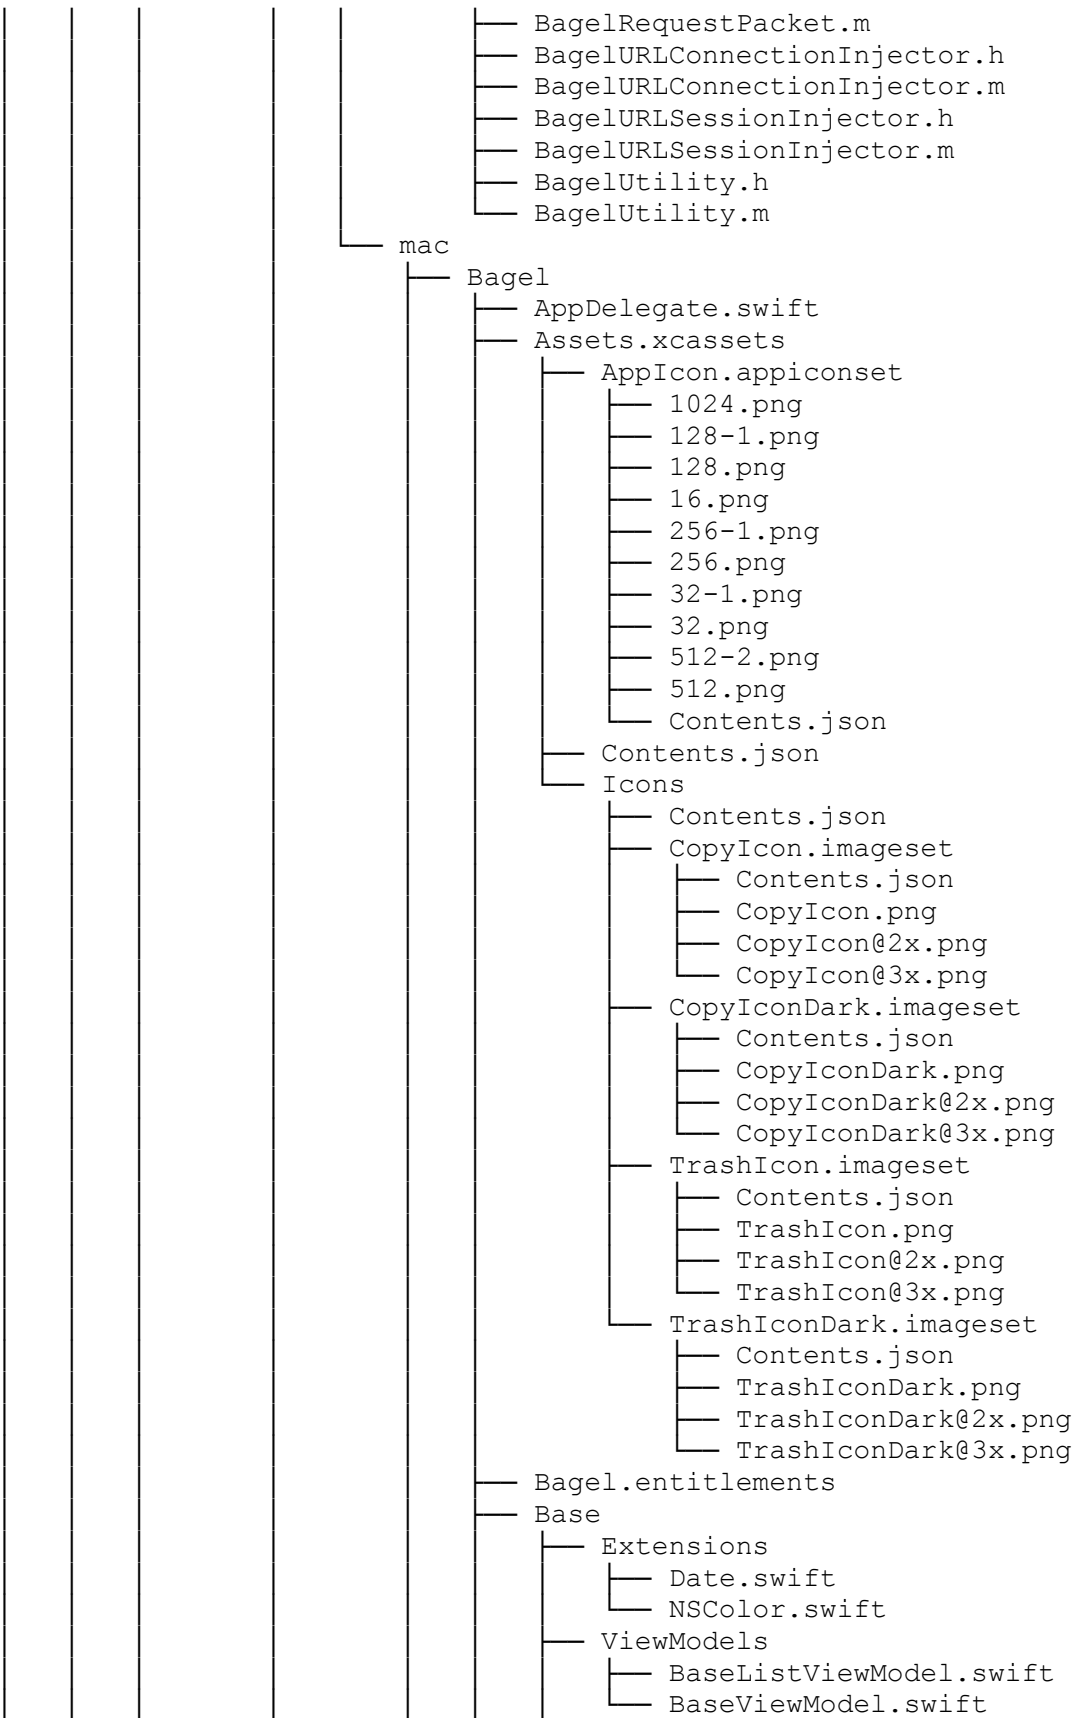 │   │   │       │   │       ├── BagelRequestPacket.m
│   │   │       │   │       ├── BagelURLConnectionInjector.h
│   │   │       │   │       ├── BagelURLConnectionInjector.m
│   │   │       │   │       ├── BagelURLSessionInjector.h
│   │   │       │   │       ├── BagelURLSessionInjector.m
│   │   │       │   │       ├── BagelUtility.h
│   │   │       │   │       └── BagelUtility.m
│   │   │       │   └── mac
│   │   │       │       ├── Bagel
│   │   │       │       │   ├── AppDelegate.swift
│   │   │       │       │   ├── Assets.xcassets
│   │   │       │       │   │   ├── AppIcon.appiconset
│   │   │       │       │   │   │   ├── 1024.png
│   │   │       │       │   │   │   ├── 128-1.png
│   │   │       │       │   │   │   ├── 128.png
│   │   │       │       │   │   │   ├── 16.png
│   │   │       │       │   │   │   ├── 256-1.png
│   │   │       │       │   │   │   ├── 256.png
│   │   │       │       │   │   │   ├── 32-1.png
│   │   │       │       │   │   │   ├── 32.png
│   │   │       │       │   │   │   ├── 512-2.png
│   │   │       │       │   │   │   ├── 512.png
│   │   │       │       │   │   │   └── Contents.json
│   │   │       │       │   │   ├── Contents.json
│   │   │       │       │   │   └── Icons
│   │   │       │       │   │       ├── Contents.json
│   │   │       │       │   │       ├── CopyIcon.imageset
│   │   │       │       │   │       │   ├── Contents.json
│   │   │       │       │   │       │   ├── CopyIcon.png
│   │   │       │       │   │       │   ├── CopyIcon@2x.png
│   │   │       │       │   │       │   └── CopyIcon@3x.png
│   │   │       │       │   │       ├── CopyIconDark.imageset
│   │   │       │       │   │       │   ├── Contents.json
│   │   │       │       │   │       │   ├── CopyIconDark.png
│   │   │       │       │   │       │   ├── CopyIconDark@2x.png
│   │   │       │       │   │       │   └── CopyIconDark@3x.png
│   │   │       │       │   │       ├── TrashIcon.imageset
│   │   │       │       │   │       │   ├── Contents.json
│   │   │       │       │   │       │   ├── TrashIcon.png
│   │   │       │       │   │       │   ├── TrashIcon@2x.png
│   │   │       │       │   │       │   └── TrashIcon@3x.png
│   │   │       │       │   │       └── TrashIconDark.imageset
│   │   │       │       │   │           ├── Contents.json
│   │   │       │       │   │           ├── TrashIconDark.png
│   │   │       │       │   │           ├── TrashIconDark@2x.png
│   │   │       │       │   │           └── TrashIconDark@3x.png
│   │   │       │       │   ├── Bagel.entitlements
│   │   │       │       │   ├── Base
│   │   │       │       │   │   ├── Extensions
│   │   │       │       │   │   │   ├── Date.swift
│   │   │       │       │   │   │   └── NSColor.swift
│   │   │       │       │   │   ├── ViewModels
│   │   │       │       │   │   │   ├── BaseListViewModel.swift
│   │   │       │       │   │   │   └── BaseViewModel.swift